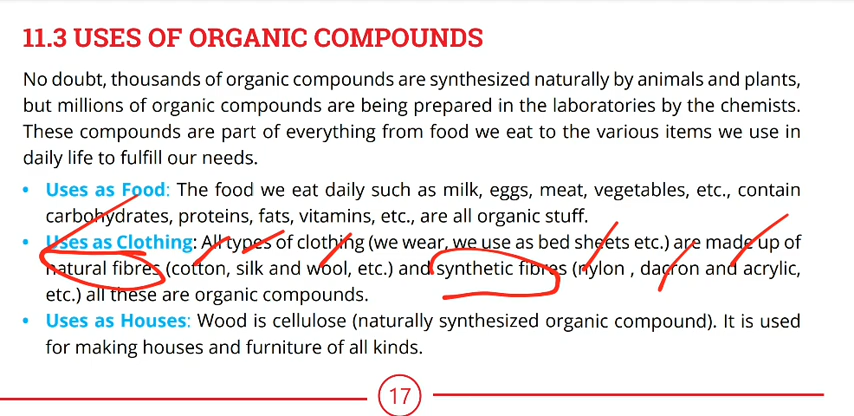 11.3 USES OF ORGANIC COMPOUNDS
No doubt, thousands of organic compounds are synthesized naturally by animals and plants,
but millions of organic compounds are being prepared in the laboratories by the chemists.
These compounds are part of everything from food we eat to the various items we use in
daily life to fulfill our needs.
• Uses as Food: The food we eat daily such as milk, eggs, meat, vegetables, etc., contain
carbohydrates, proteins, fats, vitamins, etc., are all organic stuff.
• Uses as Clothing: All types of clothing (we wear, we use as bed sheets etc.) are made up of
natural fibres (cotton, silk and wool, etc.) and synthetic fibres (nylon , dacron and acrylic,
etc.) all these are organic compounds.
• Uses as Houses: Wood is cellulose (naturally synthesized organic compound). It is used
for making houses and furniture of all kinds.
17